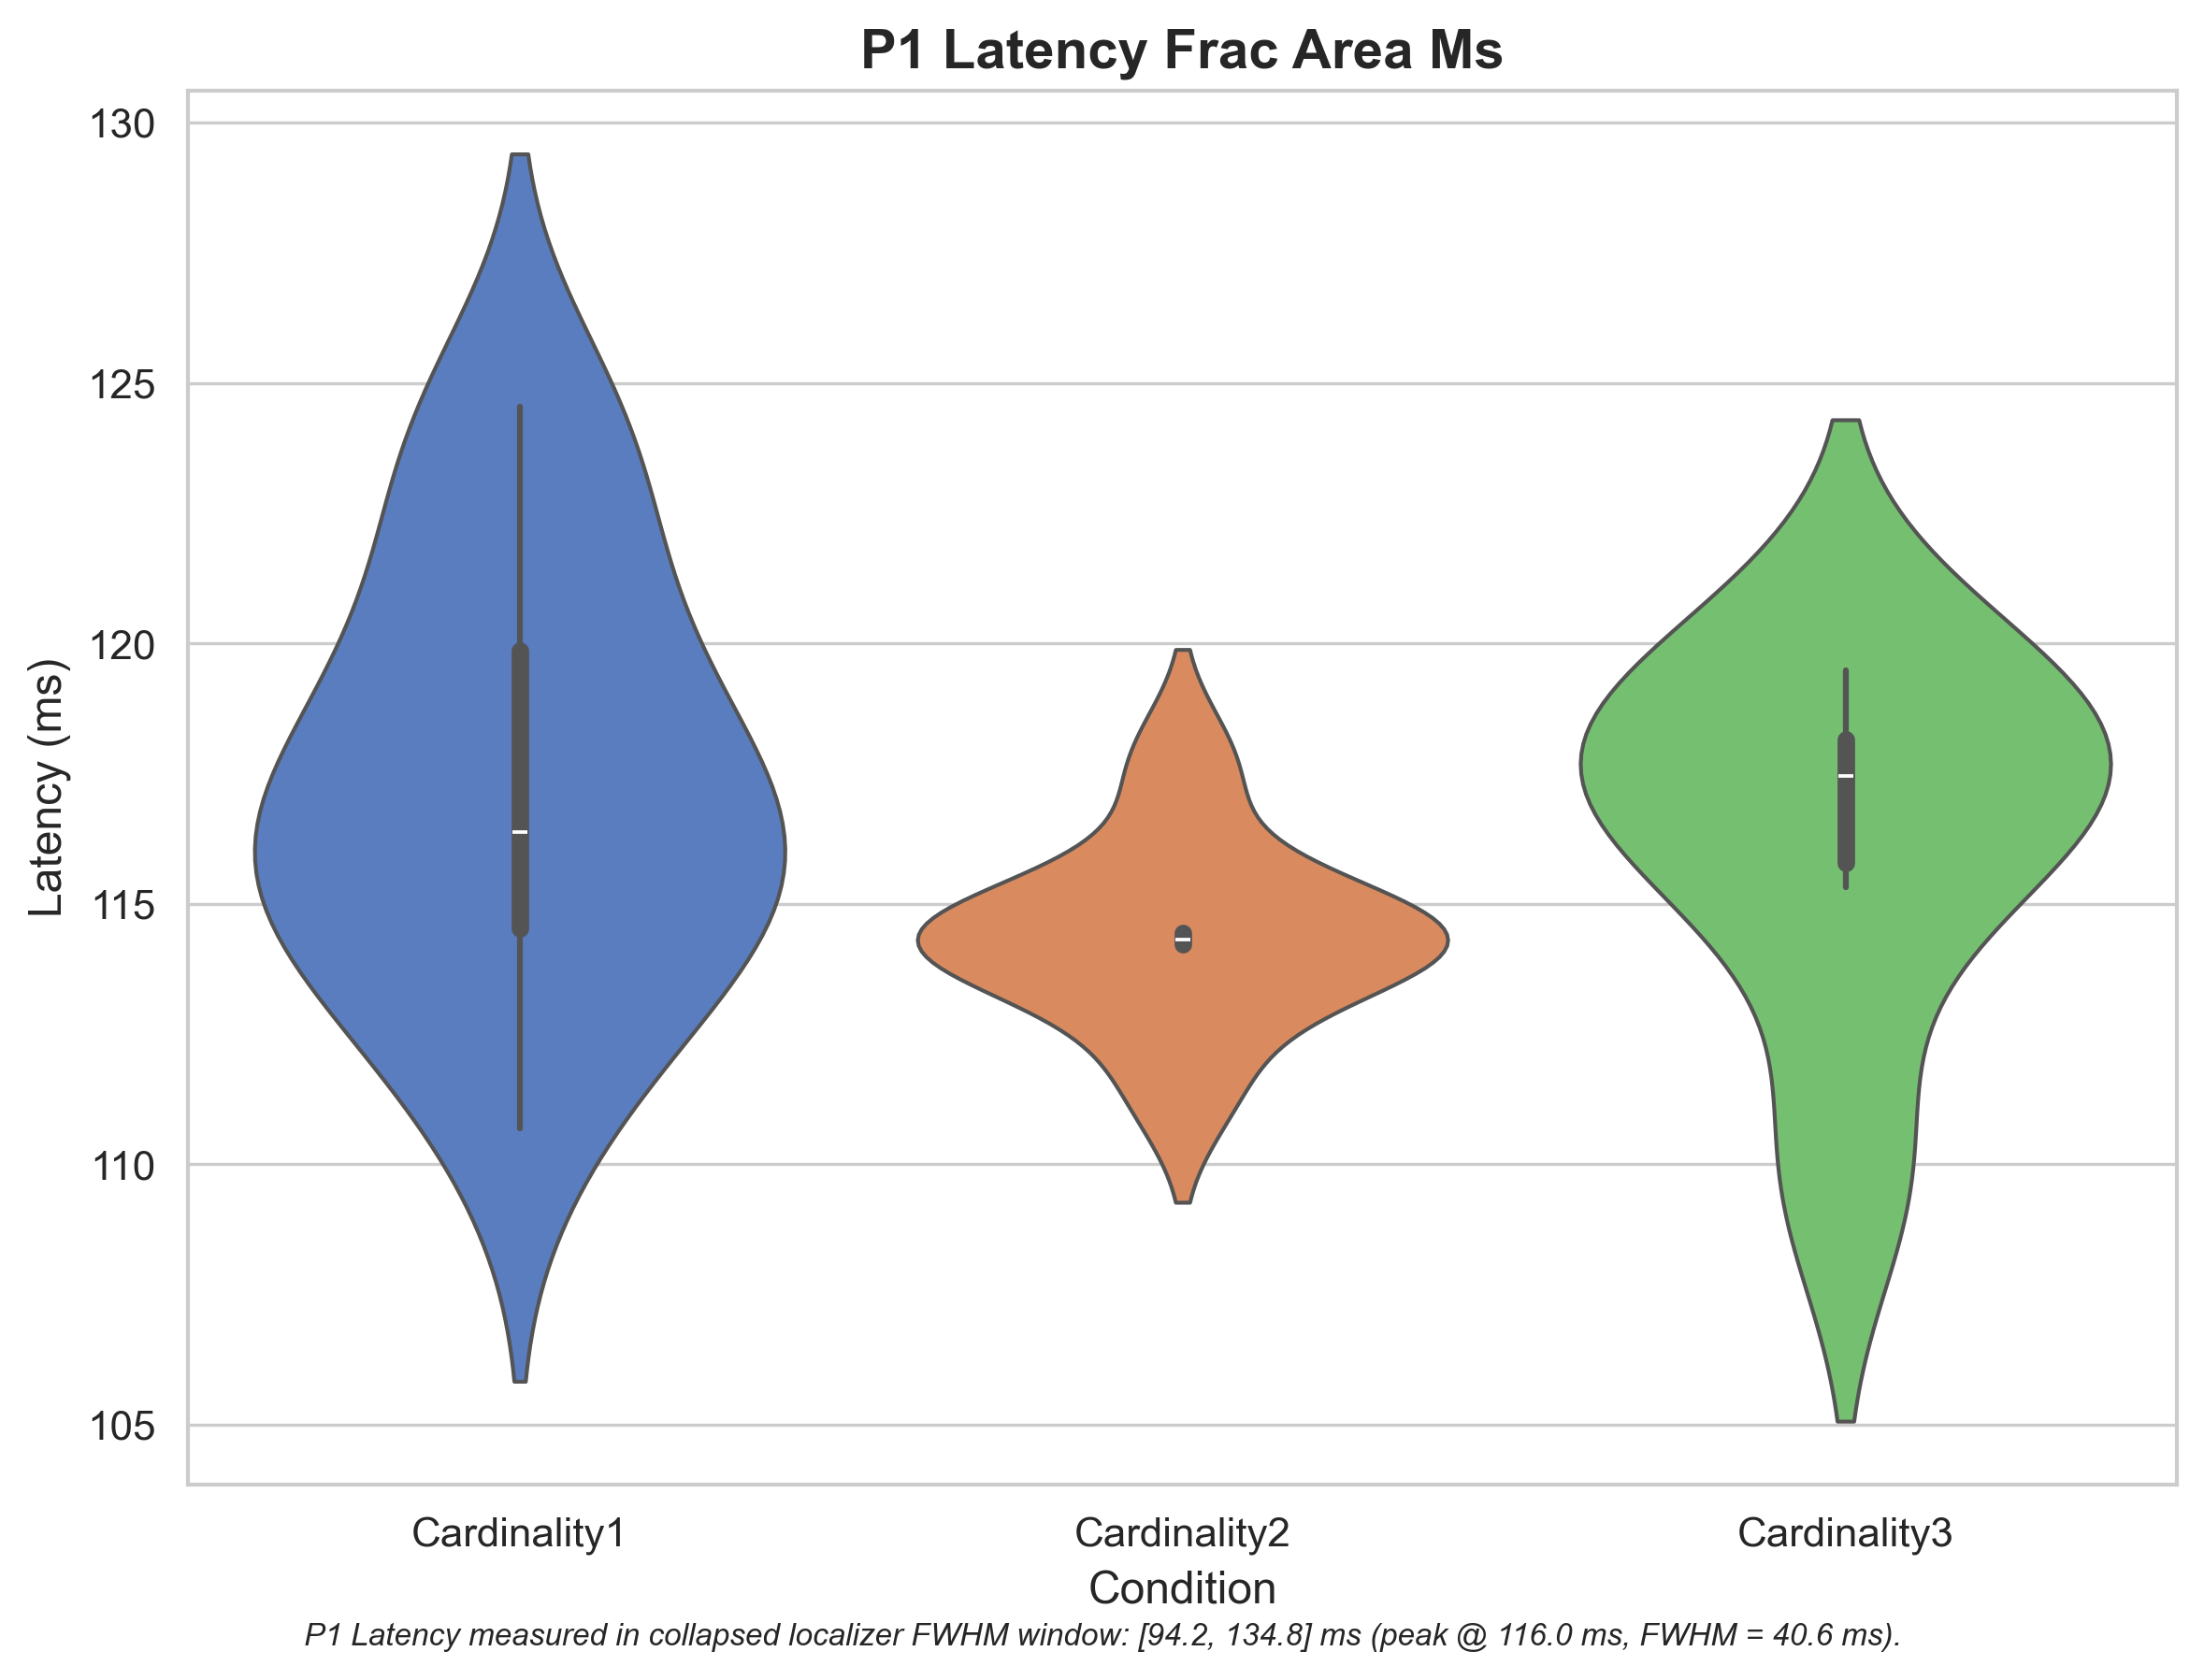 P1 Latency Frac Area Ms
130
125
120
115
110
105
Latency (ms)
Cardinality1 Cardinality2 Cardinality3
Condition
P1 Latency measured in collapsed localizer FWHM window: [94.2, 134.8] ms (peak @ 116.0 ms, FWHM = 40.6 ms).